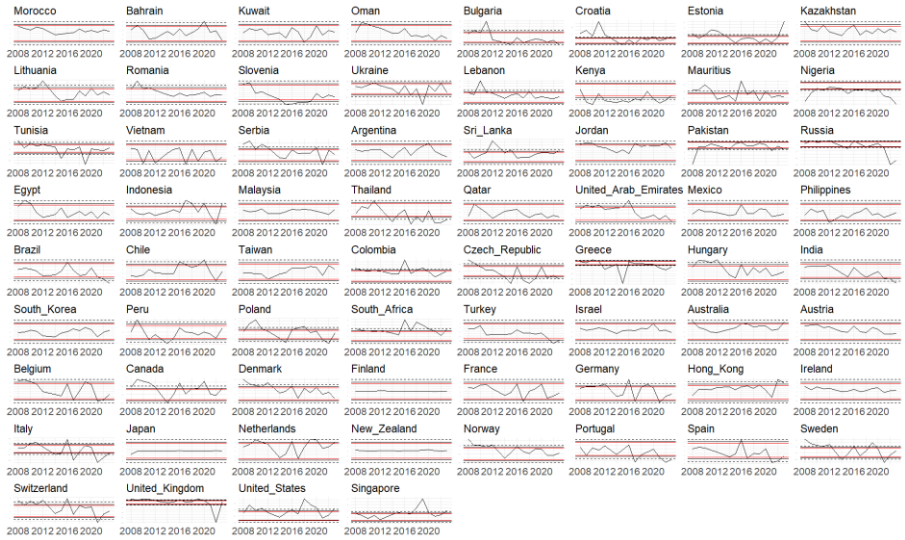 Morocco Bahrain Kuwait Oman Bulgaria Croatia Estonia Kazakhstan
2008 2012 2016 2020 2008 2012 2016 2020 2008 2012 2016 2020 2008 2012 2016 2020 2008 2012 2016 2020 2008 2012 2016 2020 2008 2012 2016 2020 2008 2012 2016 2020
Lithuania Romania Slovenia Ukraine Lebanon Kenya Mauritius Nigeria
2008 2012 2016 2020 2008 2012 2016 2020 2008 2012 2016 2020 2008 2012 2016 2020 2008 2012 2016 2020 2008 2012 2016 2020 2008 2012 2016 2020 2008 2012 2016 2020
Tunisia Vietnam Serbia Argentina Sri_Lanka Jordan Pakistan Russia
2008 2012 2016 2020 2008 2012 2016 2020 2008 2012 2016 2020 2008 2012 2016 2020 2008 2012 2016 2020 2008 2012 2016 2020 2008 2012 2016 2020 2008 2012 2016 2020
Egypt Indonesia Malaysia Thailand Qatar United_Arab_Emirates Mexico Philippines
2008 2012 2016 2020 2008 2012 2016 2020 2008 2012 2016 2020 2008 2012 2016 2020 2008 2012 2016 2020 2008 2012 2016 2020 2008 2012 2016 2020 2008 2012 2016 2020
Brazil Chile Taiwan Colombia Czech_Republic Greece Hungary India
2008 2012 2016 2020 2008 2012 2016 2020 2008 2012 2016 2020 2008 2012 2016 2020 2008 2012 2016 2020 2008 2012 2016 2020 2008 2012 2016 2020 2008 2012 2016 2020
South_Korea Peru Poland South_Africa Turkey Israel Australia Austria
2008 2012 2016 2020 2008 2012 2016 2020 2008 2012 2016 2020 2008 2012 2016 2020 2008 2012 2016 2020 2008 2012 2016 2020 2008 2012 2016 2020 2008 2012 2016 2020
Belgium Canada Denmark Finland France Germany Hong_Kong Ireland
2008 2012 2016 2020 2008 2012 2016 2020 2008 2012 2016 2020 2008 2012 2016 2020 2008 2012 2016 2020 2008 2012 2016 2020 2008 2012 2016 2020 2008 2012 2016 2020
Italy Japan Netherlands New_Zealand Norway Portugal Spain Sweden
2008 2012 2016 2020 2008 2012 2016 2020 2008 2012 2016 2020 2008 2012 2016 2020 2008 2012 2016 2020 2008 2012 2016 2020 2008 2012 2016 2020 2008 2012 2016 2020
Switzerland United_Kingdom United_States Singapore
2008 2012 2016 2020 2008 2012 2016 2020 2008 2012 2016 2020 2008 2012 2016 2020